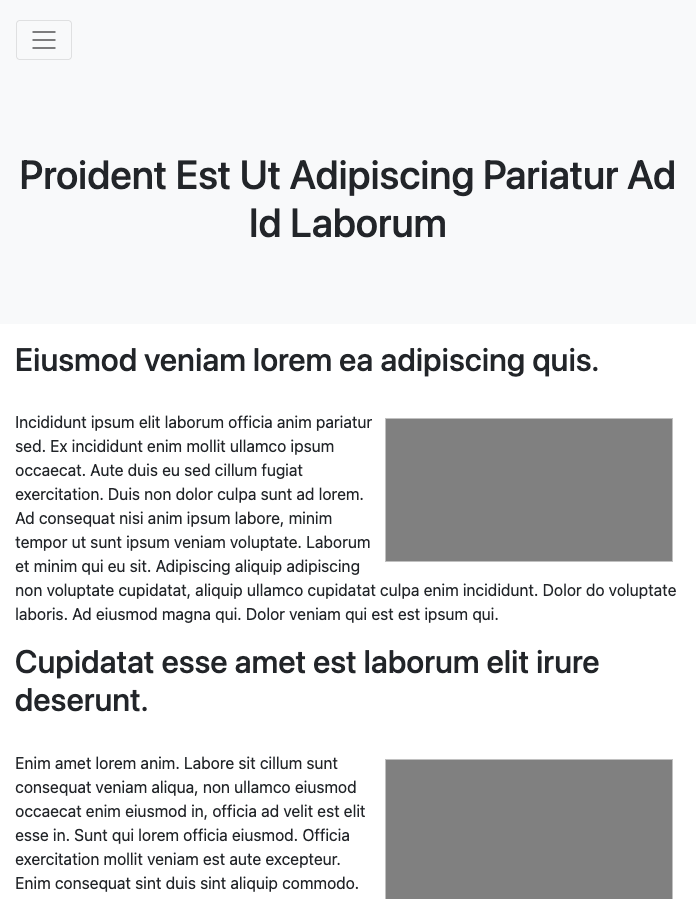 Proident Est Ut Adipiscing Pariatur Ad
Id Laborum
Eiusmod veniam lorem ea adipiscing quis.
Incididunt ipsum elit laborum officia anim pariatur
sed. Ex incididunt enim mollit ullamco ipsum
occaecat. Aute duis eu sed cillum fugiat
exercitation. Duis non dolor culpa sunt ad lorem.
Ad consequat nisi anim ipsum labore, minim
tempor ut sunt ipsum veniam voluptate. Laborum
et minim qui eu sit. Adipiscing aliquip adipiscing
non voluptate cupidatat, aliquip ullamco cupidatat culpa enim incididunt. Dolor do voluptate
laboris. Ad eiusmod magna qui. Dolor veniam qui est est ipsum qui.
Cupidatat esse amet est laborum elit irure
deserunt.
Enim amet lorem anim. Labore sit cillum sunt
consequat veniam aliqua, non ullamco eiusmod
occaecat enim eiusmod in, officia ad velit est elit
esse in. Sunt qui lorem officia eiusmod. Officia
exercitation mollit veniam est aute excepteur.
Enim consequat sint duis sint aliquip commodo.